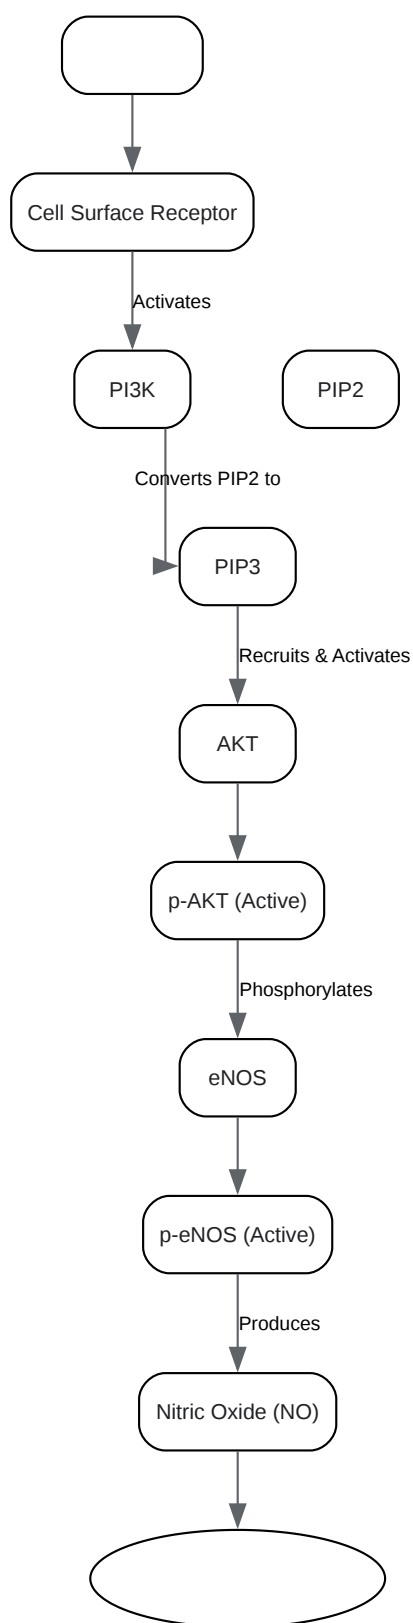 Cell Surface Receptor
Activates
PI3K
PIP2
Converts PIP2 to
PIP3
Recruits & Activates
AKT
p-AKT (Active)
Phosphorylates
eNOS
p-eNOS (Active)
Produces
Nitric Oxide (NO)